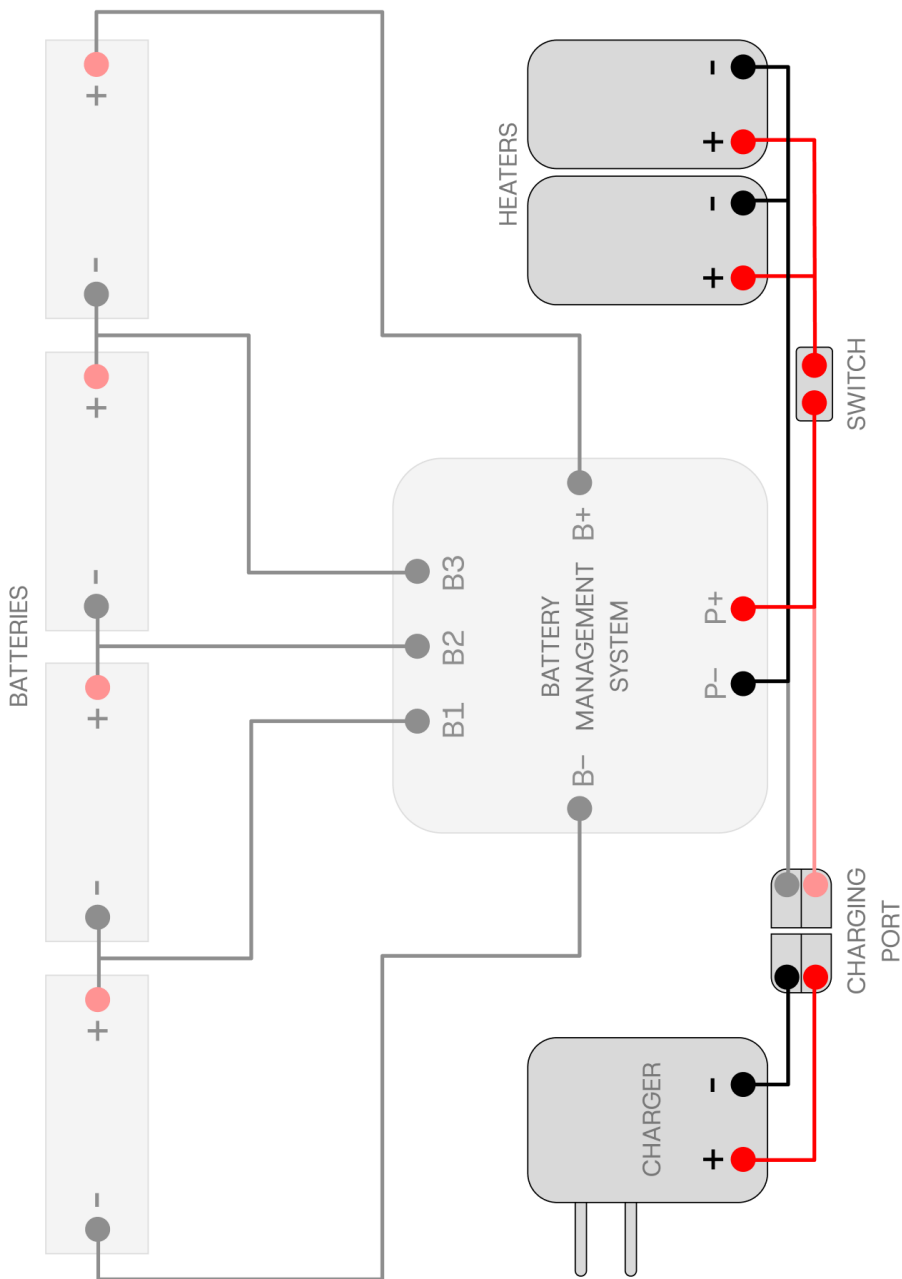 BATTERIES
+
-
+
-
+
-
+
-
B3
B2
B1
B+
B-
BATTERY
MANAGEMENT
SYSTEM
P+
P-
HEATERS
-
+
-
+
SWITCH
CHARGING
PORT
CHARGER
-
+